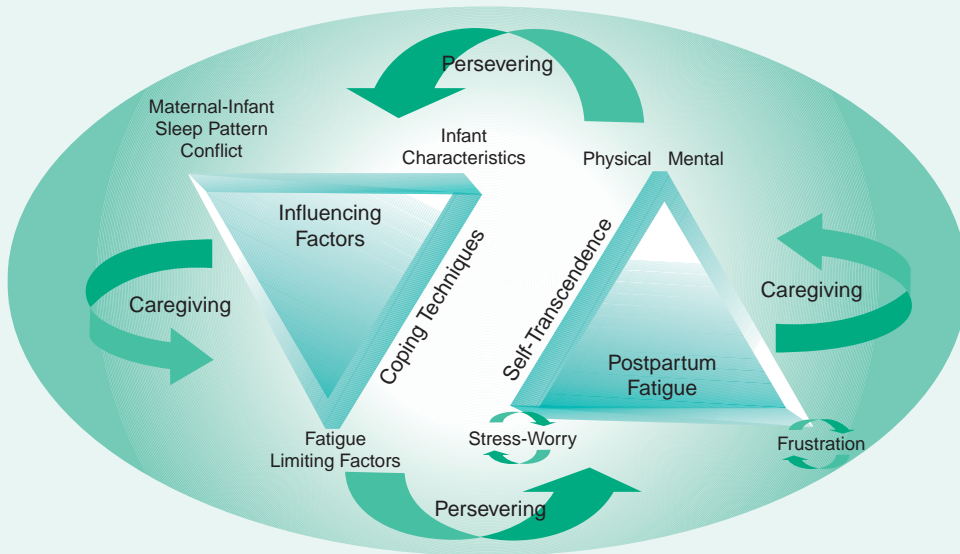 Persevering
Maternal-Infant
Sleep Pattern
Conflict
Infant
Characteristics
Physical Mental
Influencing
Factors
Coping Techniques
Self-Transcendence
Caregiving
Caregiving
Postpartum
Fatigue
Fatigue
Limiting Factors
Stress-Worry
Frustration
Persevering